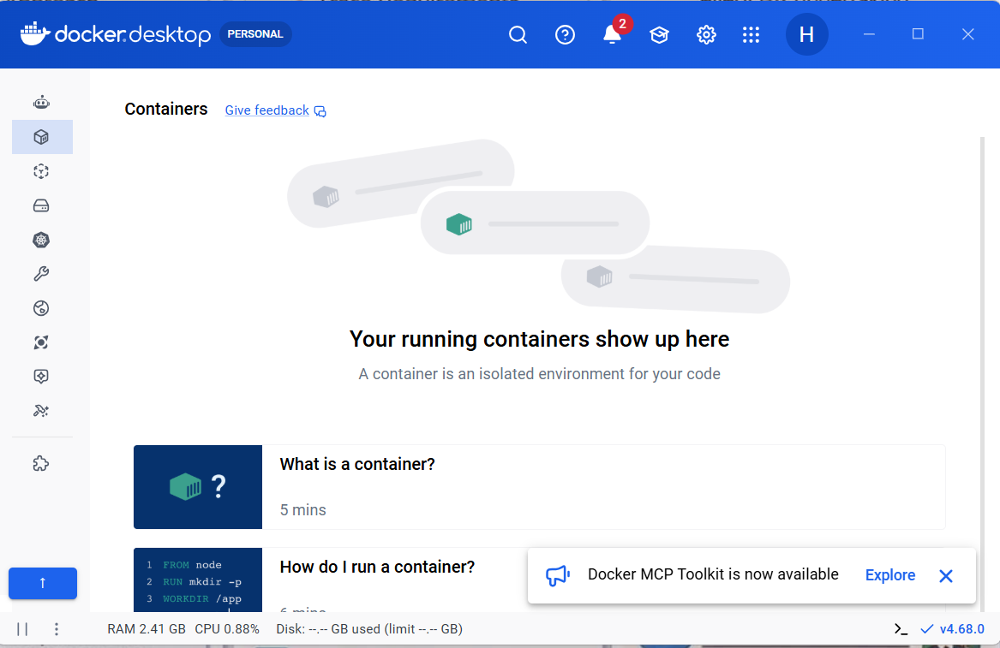 docker.desktop PERSONAL
2
H
Containers Give feedback
Your running containers show up here
A container is an isolated environment for your code
?
What is a container?
5 mins
1 FROM node
2 RUN mkdir -p
3 WORKDIR /app
How do I run a container?
6 mins
Docker MCP Toolkit is now available Explore
RAM 2.41 GB CPU 0.88% Disk: --.-- GB used (limit --.-- GB)
v4.68.0